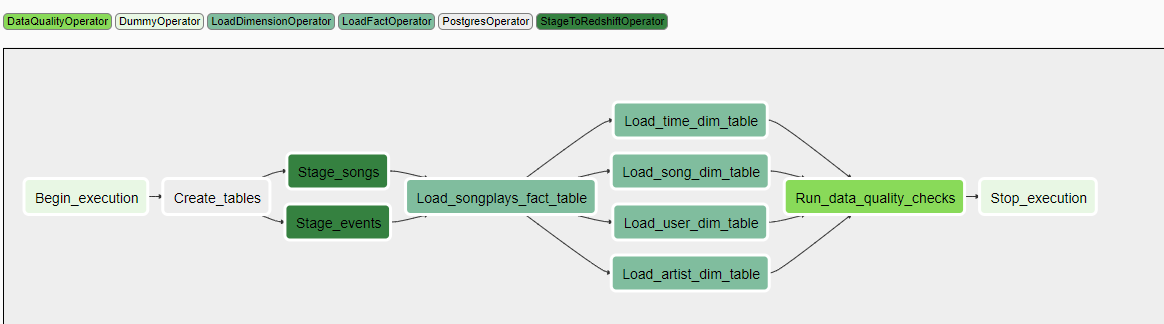 DataQualityOperator DummyOperator LoadDimensionOperator LoadFactOperator PostgresOperator StageToRedshiftOperator
Load_time_dim_table
Stage_songs Load_song_dim_table
Begin_execution Create_tables Load_songplays_fact_table Run_data_quality_checks Stop_execution
Stage_events Load_user_dim_table
Load_artist_dim_table